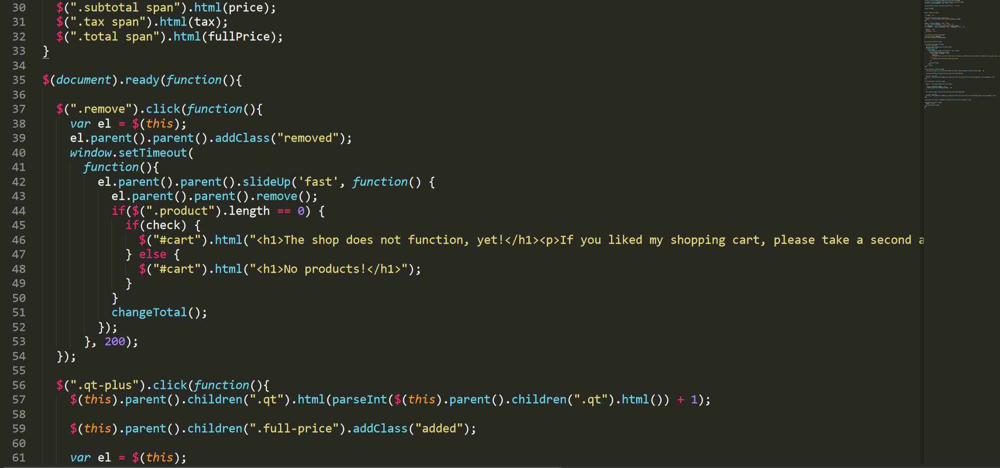 30 $(".subtotal span").html(price);
31 $(".tax span").html(tax);
32 $(".total span").html(fullPrice);
33 }
34
35 $(document).ready(function(){
36
37 $(".remove").click(function(){
38 var el = $(this);
39 el.parent().parent().addClass("removed");
40 window.setTimeout(
41 function(){
42 el.parent().parent().slideUp('fast', function() {
43 el.parent().parent().remove();
44 if($(".product").length == 0) {
45 if(check) {
46 $("#cart").html("<h1>The shop does not function, yet!</h1><p>If you liked my shopping cart, please take a second a
47 } else {
48 $("#cart").html("<h1>No products!</h1>");
49 }
50 }
51 changeTotal();
52 });
53 }, 200);
54 });
55
56 $(".qt-plus").click(function(){
57 $(this).parent().children(".qt").html(parseInt($(this).parent().children(".qt").html()) + 1);
58
59 $(this).parent().children(".full-price").addClass("added");
60
61 var el = $(this);